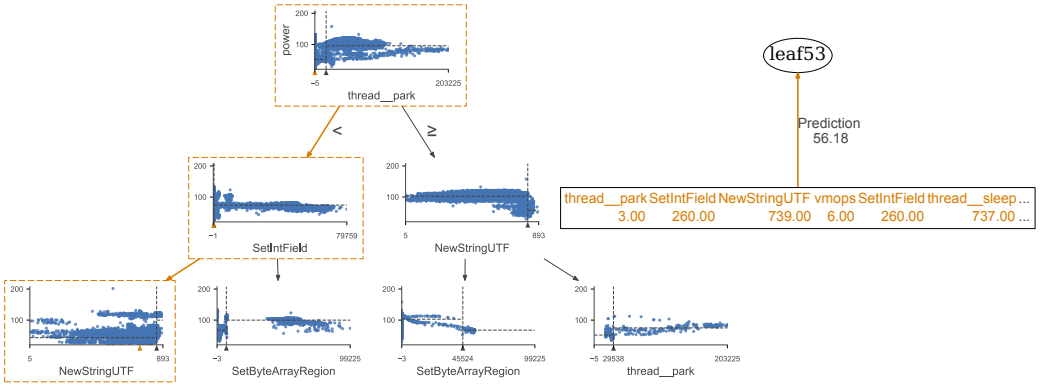 200
100
power
-5
203225
thread__park
leaf53
<
≥
Prediction
56.18
200
100
-1
79759
SetIntField
200
100
5
893
NewStringUTF
thread__park SetIntField NewStringUTF vmops SetIntField thread__sleep ...
3.00 260.00 739.00 6.00 260.00 737.00 ...
200
100
5
893
NewStringUTF
200
100
-3
99225
SetByteArrayRegion
200
100
-3
45524
99225
SetByteArrayRegion
200
100
-5
29538
203225
thread__park